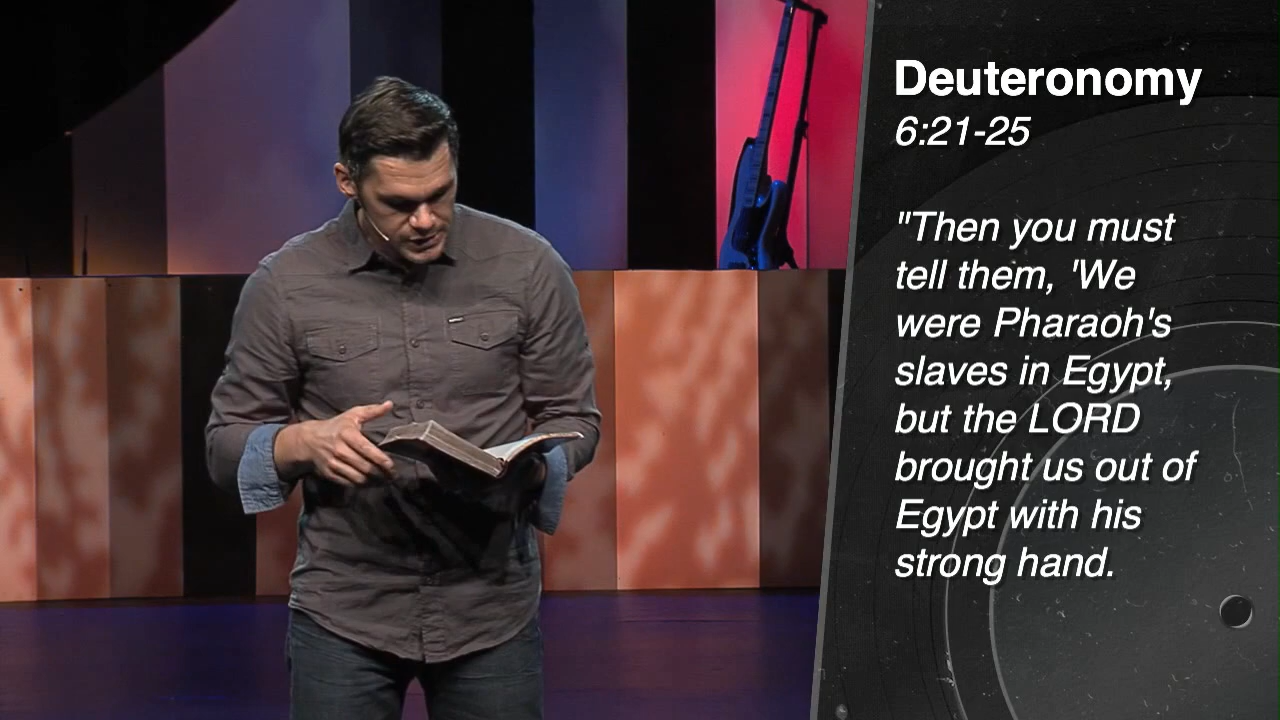 Deuteronomy
6:21-25
"Then you must
tell them, 'We
were Pharaoh's
slaves in Egypt,
but the LORD
brought us out of
Egypt with his
strong hand.